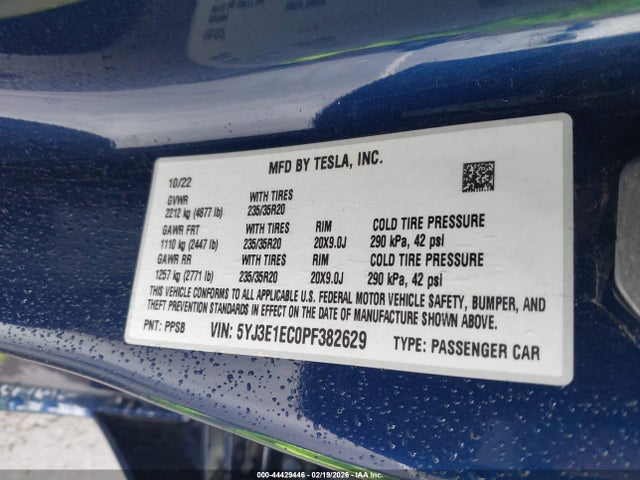 MFD BY TESLA, INC.
10/22
GVWR WITH TIRES
2212 kg (4877 lb) 235/35R20
GAWR FRT WITH TIRES RIM COLD TIRE PRESSURE
1110 kg (2447 lb) 235/35R20 20X9.0J 290 kPa, 42 psi
GAWR RR WITH TIRES RIM COLD TIRE PRESSURE
1257 kg (2771 lb) 235/35R20 20X9.0J 290 kPa, 42 psi
THIS VEHICLE CONFORMS TO ALL APPLICABLE U.S. FEDERAL MOTOR VEHICLE SAFETY, BUMPER, AND
THEFT PREVENTION STANDARDS IN EFFECT ON THE DATE OF MANUFACTURE SHOWN ABOVE.
PNT: PPSB VIN: 5YJ3E1EC0PF382629 TYPE: PASSENGER CAR
000-44429446 - 02/19/2026 - Copart: IAA, Inc.